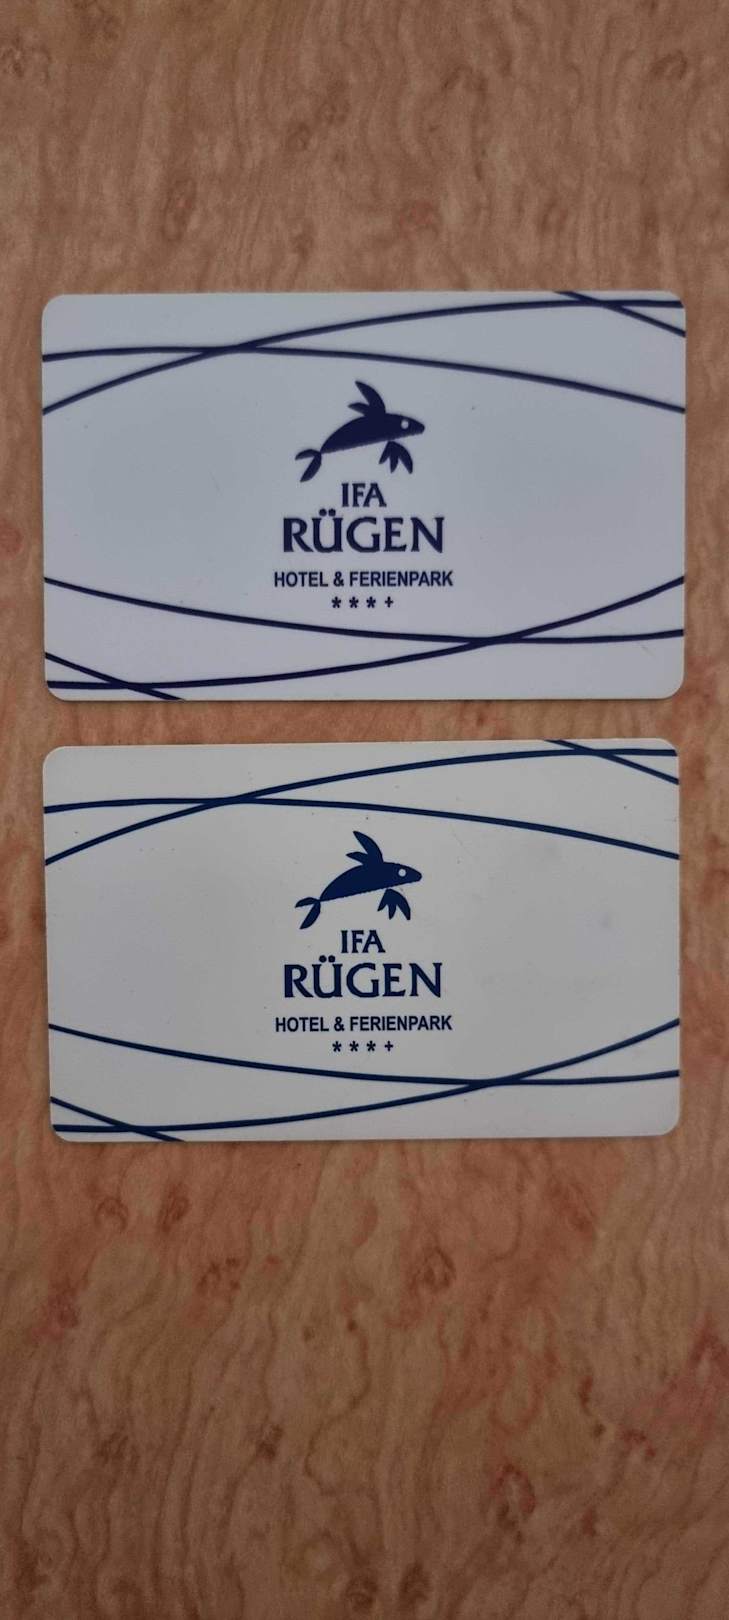 IFA
RÜGEN
HOTEL & FERIENPARK
* * * +
IFA
RÜGEN
HOTEL & FERIENPARK
* * * +